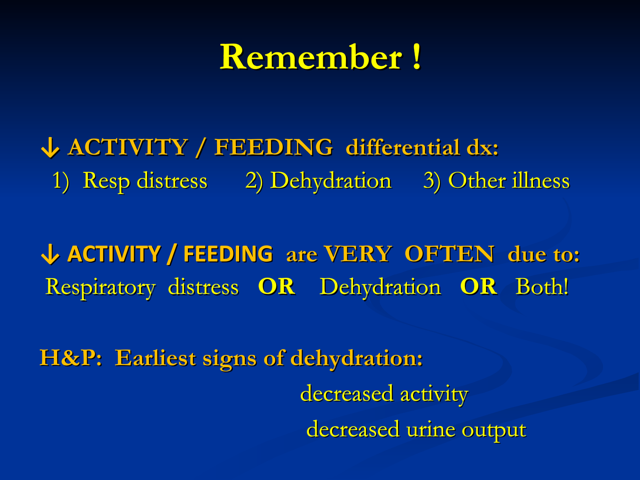 Remember !
↓ ACTIVITY / FEEDING differential dx:
1) Resp distress 2) Dehydration 3) Other illness
↓ ACTIVITY / FEEDING are VERY OFTEN due to:
Respiratory distress OR Dehydration OR Both!
H&P: Earliest signs of dehydration:
decreased activity
decreased urine output